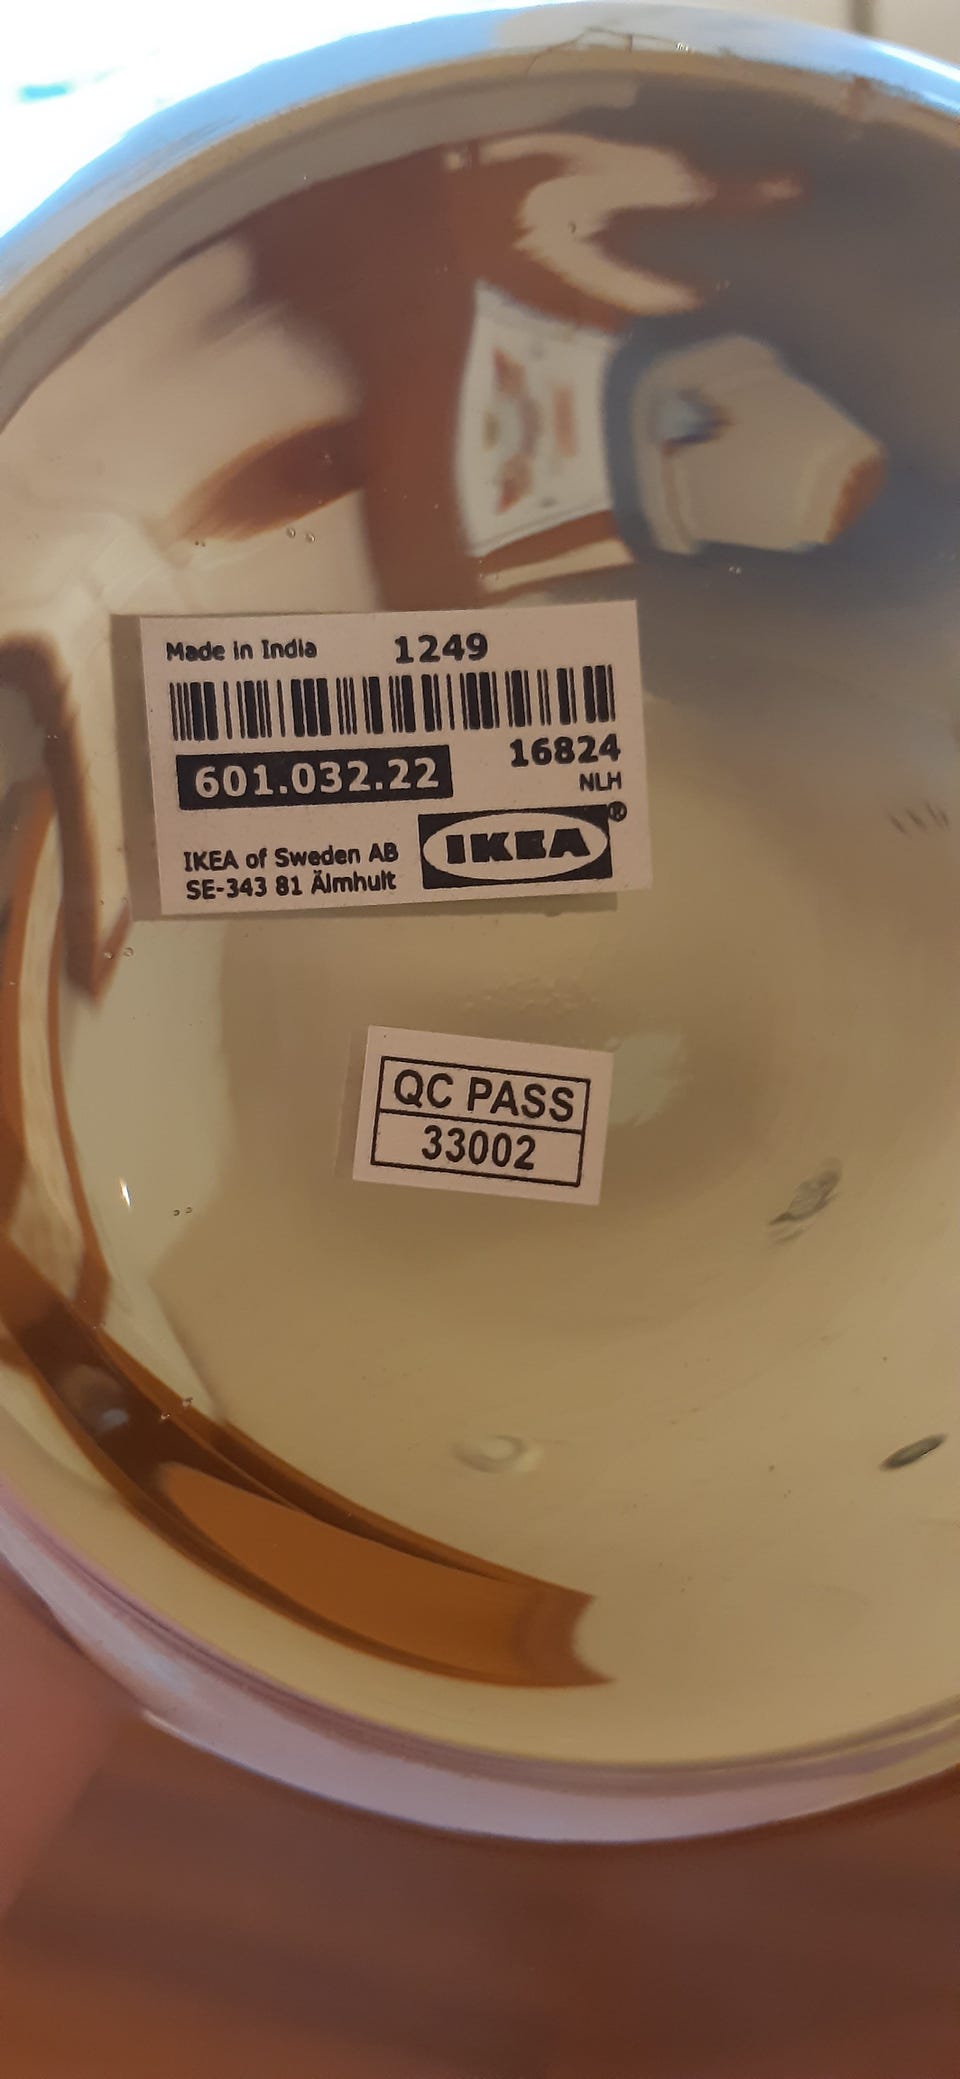 Made in India 1249
601.032.22 16824
NLH
IKEA of Sweden AB
SE-343 81 Älmhult
IKEA®
QC PASS
33002